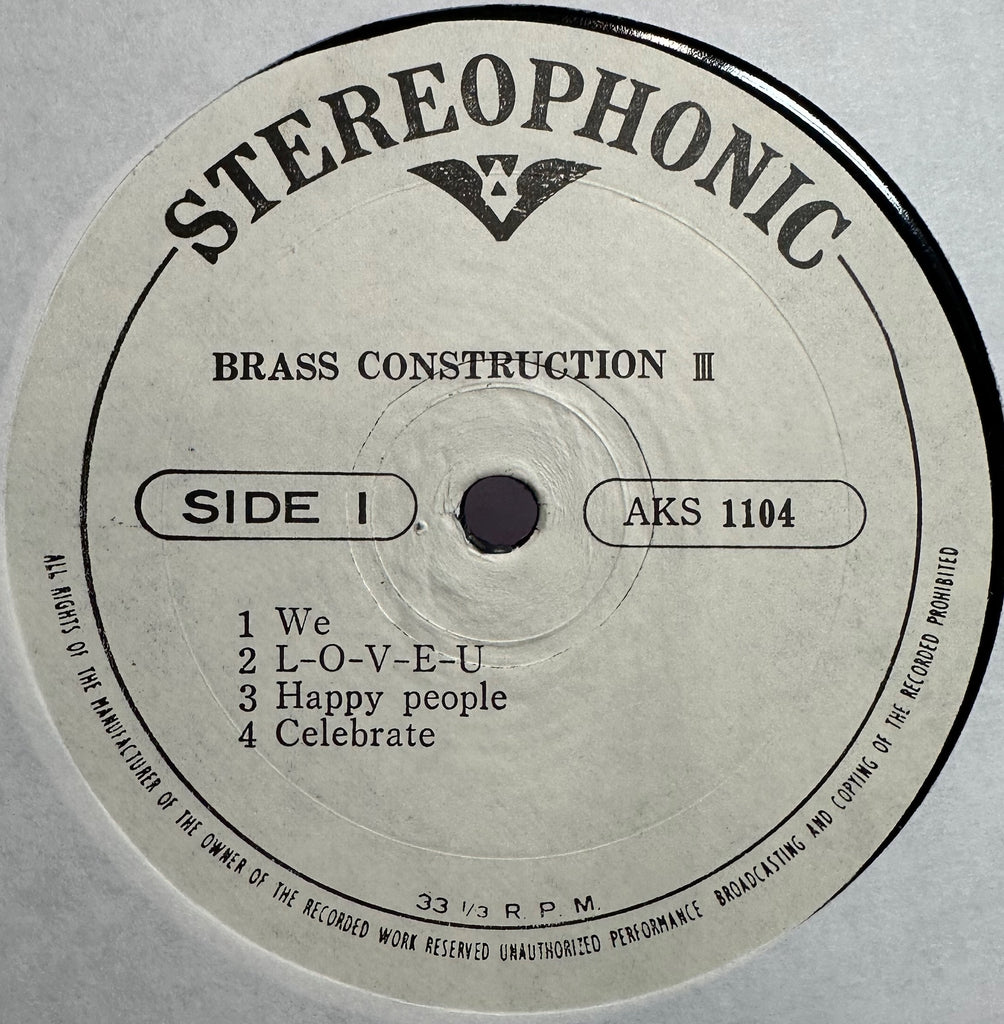 STEREOPHONIC
BRASS CONSTRUCTION Ⅲ
SIDE 1
AKS 1104
1 We
2 L-O-V-E-U
3 Happy people
4 Celebrate
33 1/3 R. P. M.
ALL RIGHTS OF THE MANUFACTURER OF THE OWNER OF THE RECORDED WORK RESERVED UNAUTHORIZED PERFORMANCE BROADCASTING AND COPYING OF THE RECORDED PROHIBITED